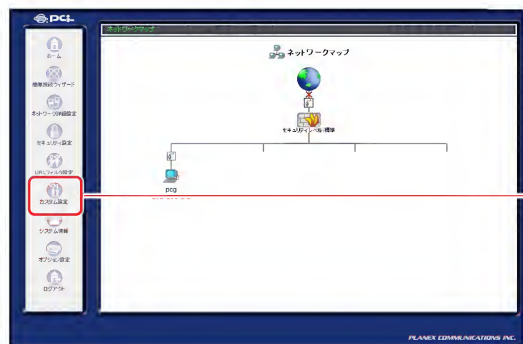 PCi
ネットワークマップ
ネットワークマップ
ホーム
簡単接続ウィザード
ネットワーク詳細設定
セキュリティ設定
URLフィルタ設定
カスタム設定
システム情報
オプション設定
ログアウト
セキュリティレベル:標準
pcg
PLANEX COMMUNICATIONS INC.